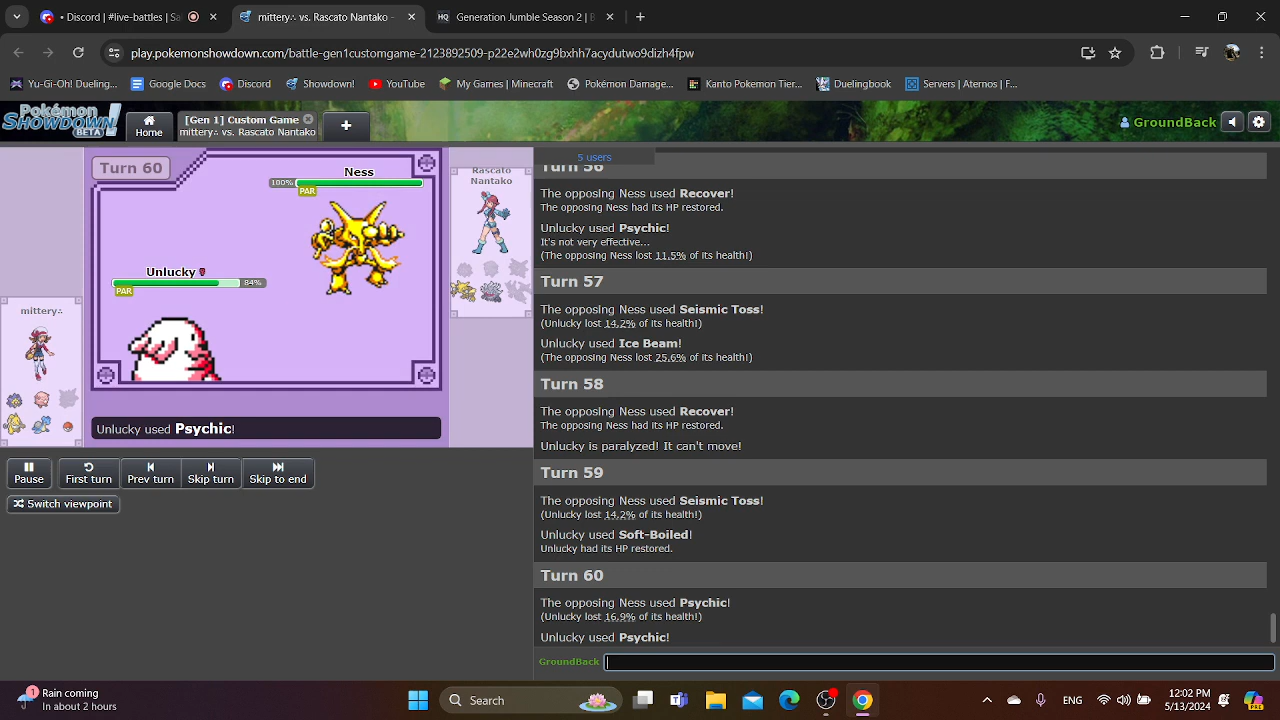 • Discord | #live-battles | Sa
mittery∴ vs. Rascato Nantako -
HQ
Generation Jumble Season 2 | B
play.pokemonshowdown.com/battle-gen1customgame-2123892509-p22e2wh0zg9bxhh7acydutwo9dizh4fpw
Yu-Gi-Oh! Dueling...
Google Docs
Discord
Showdown!
YouTube
My Games | Minecraft
Pokémon Damage...
Kanto Pokemon Tier...
Duelingbook
Servers | Aternos | F...
Pokémon
Showdown!
BETA
Home
[Gen 1] Custom Game
mittery∴ vs. Rascato Nantako
GroundBack
5 users
Turn 60
Ness
100%
PAR
Unlucky
84%
PAR
Rascato
Nantako
mittery∴
Unlucky used Psychic!
Pause
First turn
Prev turn
Skip turn
Skip to end
Switch viewpoint
Turn 56
The opposing Ness used Recover!
The opposing Ness had its HP restored.
Unlucky used Psychic!
It's not very effective...
(The opposing Ness lost 11.5% of its health!)
Turn 57
The opposing Ness used Seismic Toss!
(Unlucky lost 14.2% of its health!)
Unlucky used Ice Beam!
(The opposing Ness lost 25.6% of its health!)
Turn 58
The opposing Ness used Recover!
The opposing Ness had its HP restored.
Unlucky is paralyzed! It can't move!
Turn 59
The opposing Ness used Seismic Toss!
(Unlucky lost 14.2% of its health!)
Unlucky used Soft-Boiled!
Unlucky had its HP restored.
Turn 60
The opposing Ness used Psychic!
(Unlucky lost 16.9% of its health!)
Unlucky used Psychic!
GroundBack
1
Rain coming
In about 2 hours
Search
ENG
12:02 PM
5/13/2024
PRE